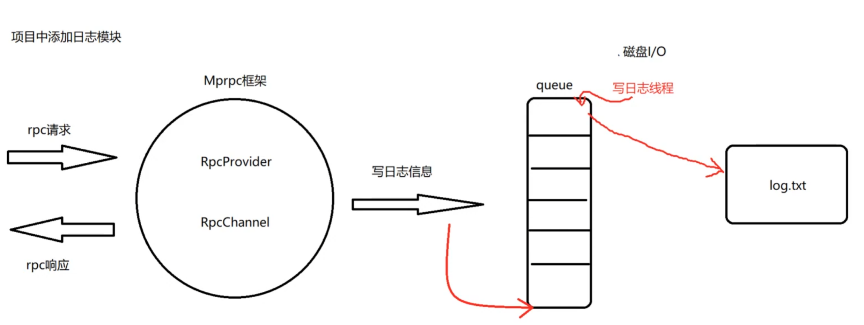 项目中添加日志模块
. 磁盘I/O
Mprpc框架
queue
写日志线程
rpc请求
RpcProvider
写日志信息
log.txt
RpcChannel
rpc响应